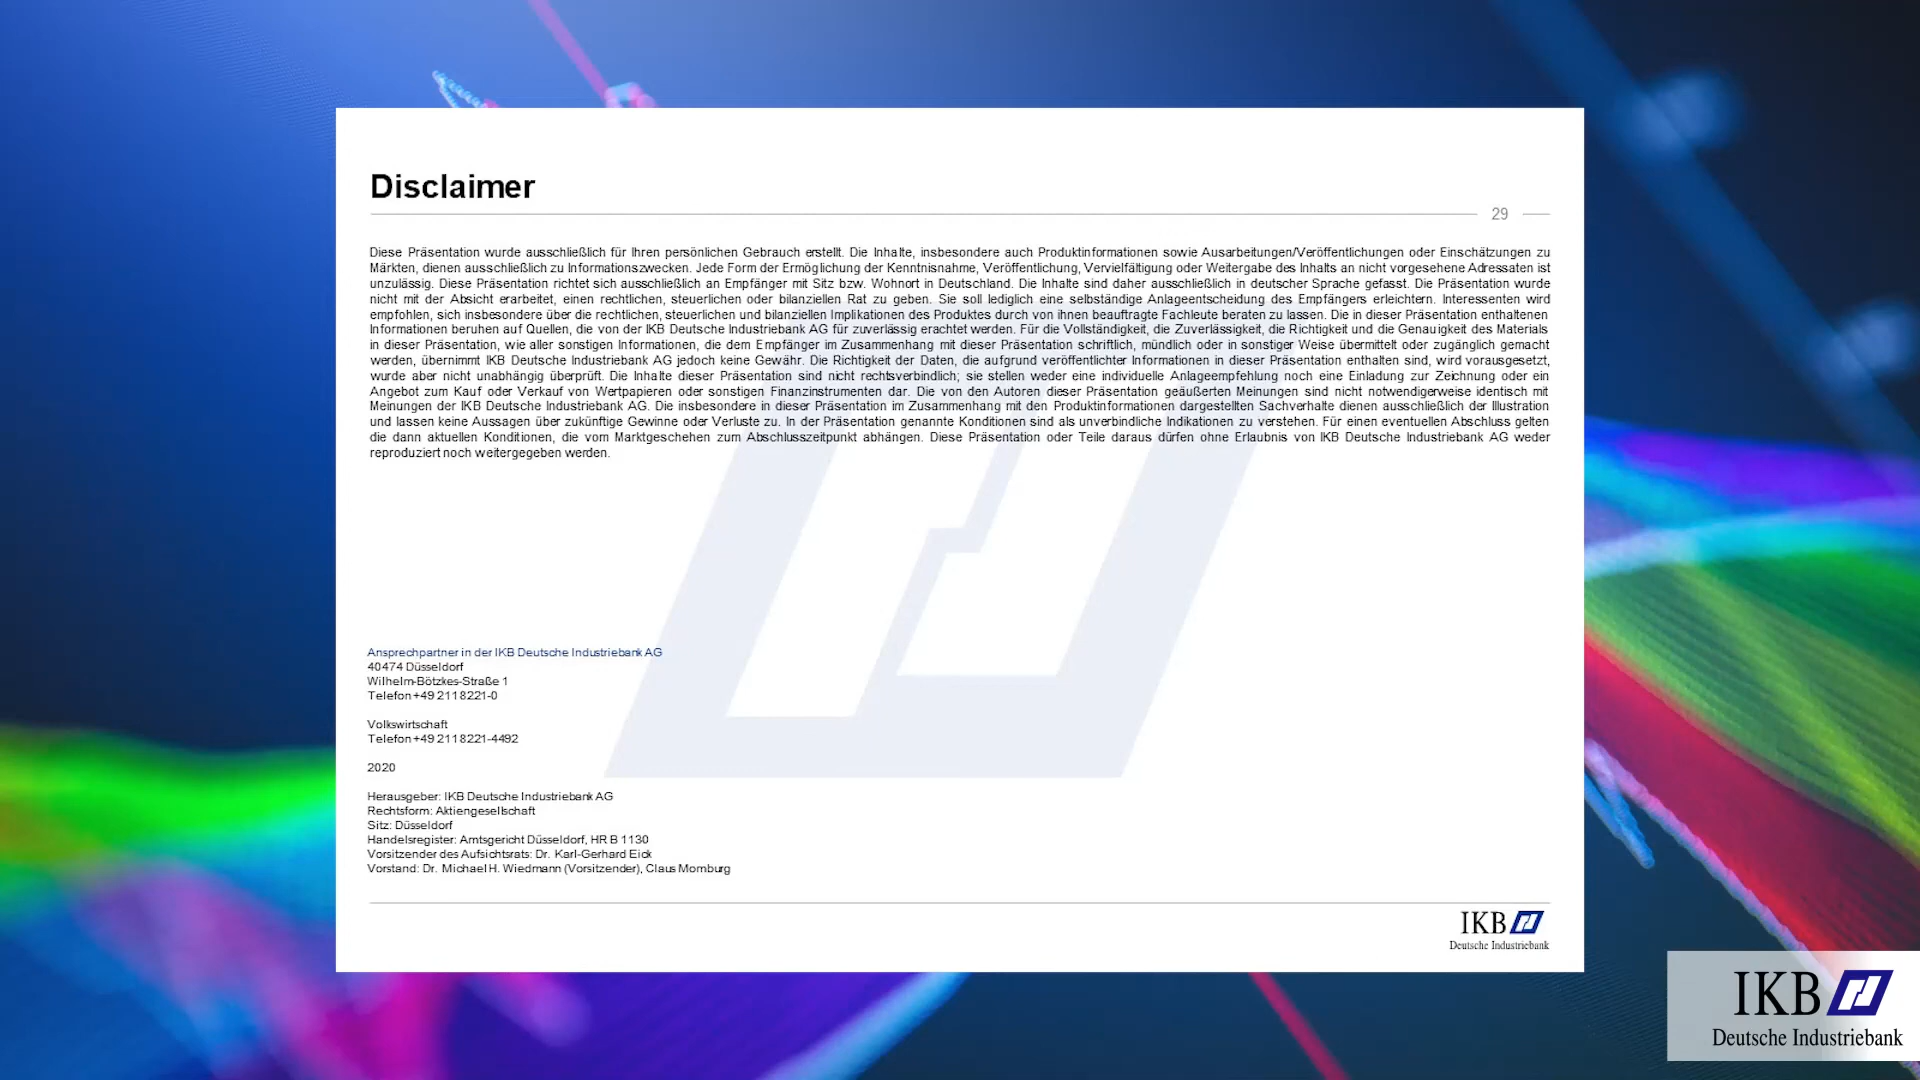 Disclaimer
29
Diese Präsentation wurde ausschließlich für Ihren persönlichen Gebrauch erstellt. Die Inhalte, insbesondere auch Produktinformationen sowie Ausarbeitungen/Veröffentlichungen oder Einschätzungen zu
Märkten, dienen ausschließlich zu Informationszwecken. Jede Form der Ermöglichung der Kenntnisnahme, Veröffentlichung, Vervielfältigung oder Weitergabe des Inhalts an nicht vorgesehene Adressaten ist
unzulässig. Diese Präsentation richtet sich ausschließlich an Empfänger mit Sitz bzw. Wohnort in Deutschland. Die Inhalte sind daher ausschließlich in deutscher Sprache gefasst. Die Präsentation wurde
nicht mit der Absicht erarbeitet, einen rechtlichen, steuerlichen oder bilanziellen Rat zu geben. Sie soll lediglich eine selbständige Anlageentscheidung des Empfängers erleichtern. Interessenten wird
empfohlen, sich insbesondere über die rechtlichen, steuerlichen und bilanziellen Implikationen des Produktes durch von ihnen beauftragte Fachleute beraten zu lassen. Die in dieser Präsentation enthaltenen
Informationen beruhen auf Quellen, die von der IKB Deutsche Industriebank AG für zuverlässig erachtet werden. Für die Vollständigkeit, die Zuverlässigkeit, die Richtigkeit und die Genauigkeit des Materials
in dieser Präsentation, wie aller sonstigen Informationen, die dem Empfänger im Zusammenhang mit dieser Präsentation schriftlich, mündlich oder in sonstiger Weise übermittelt oder zugänglich gemacht
werden, übernimmt IKB Deutsche Industriebank AG jedoch keine Gewähr. Die Richtigkeit der Daten, die aufgrund veröffentlichter Informationen in dieser Präsentation enthalten sind, wird vorausgesetzt,
wurde aber nicht unabhängig überprüft. Die Inhalte dieser Präsentation sind nicht rechtsverbindlich; sie stellen weder eine individuelle Anlageempfehlung noch eine Einladung zur Zeichnung oder ein
Angebot zum Kauf oder Verkauf von Wertpapieren oder sonstigen Finanzinstrumenten dar. Die von den Autoren dieser Präsentation geäußerten Meinungen sind nicht notwendigerweise identisch mit
Meinungen der IKB Deutsche Industriebank AG. Die insbesondere in dieser Präsentation im Zusammenhang mit den Produktinformationen dargestellten Sachverhalte dienen ausschließlich der Illustration
und lassen keine Aussagen über zukünftige Gewinne oder Verluste zu. In der Präsentation genannte Konditionen sind als unverbindliche Indikationen zu verstehen. Für einen eventuellen Abschluss gelten
die dann aktuellen Konditionen, die vom Marktgeschehen zum Abschlusszeitpunkt abhängen. Diese Präsentation oder Teile daraus dürfen ohne Erlaubnis von IKB Deutsche Industriebank AG weder
reproduziert noch weitergegeben werden.
Ansprechpartner in der IKB Deutsche Industriebank AG
40474 Düsseldorf
Wilhelm-Bötzkes-Straße 1
Telefon +49 211 8221-0
Volkswirtschaft
Telefon +49 211 8221-4492
2020
Herausgeber: IKB Deutsche Industriebank AG
Rechtsform: Aktiengesellschaft
Sitz: Düsseldorf
Handelsregister: Amtsgericht Düsseldorf, HR B 1130
Vorsitzender des Aufsichtsrats: Dr. Karl-Gerhard Eick
Vorstand: Dr. Michael H. Wiedmann (Vorsitzender), Claus Momburg
IKB
Deutsche Industriebank
IKB
Deutsche Industriebank